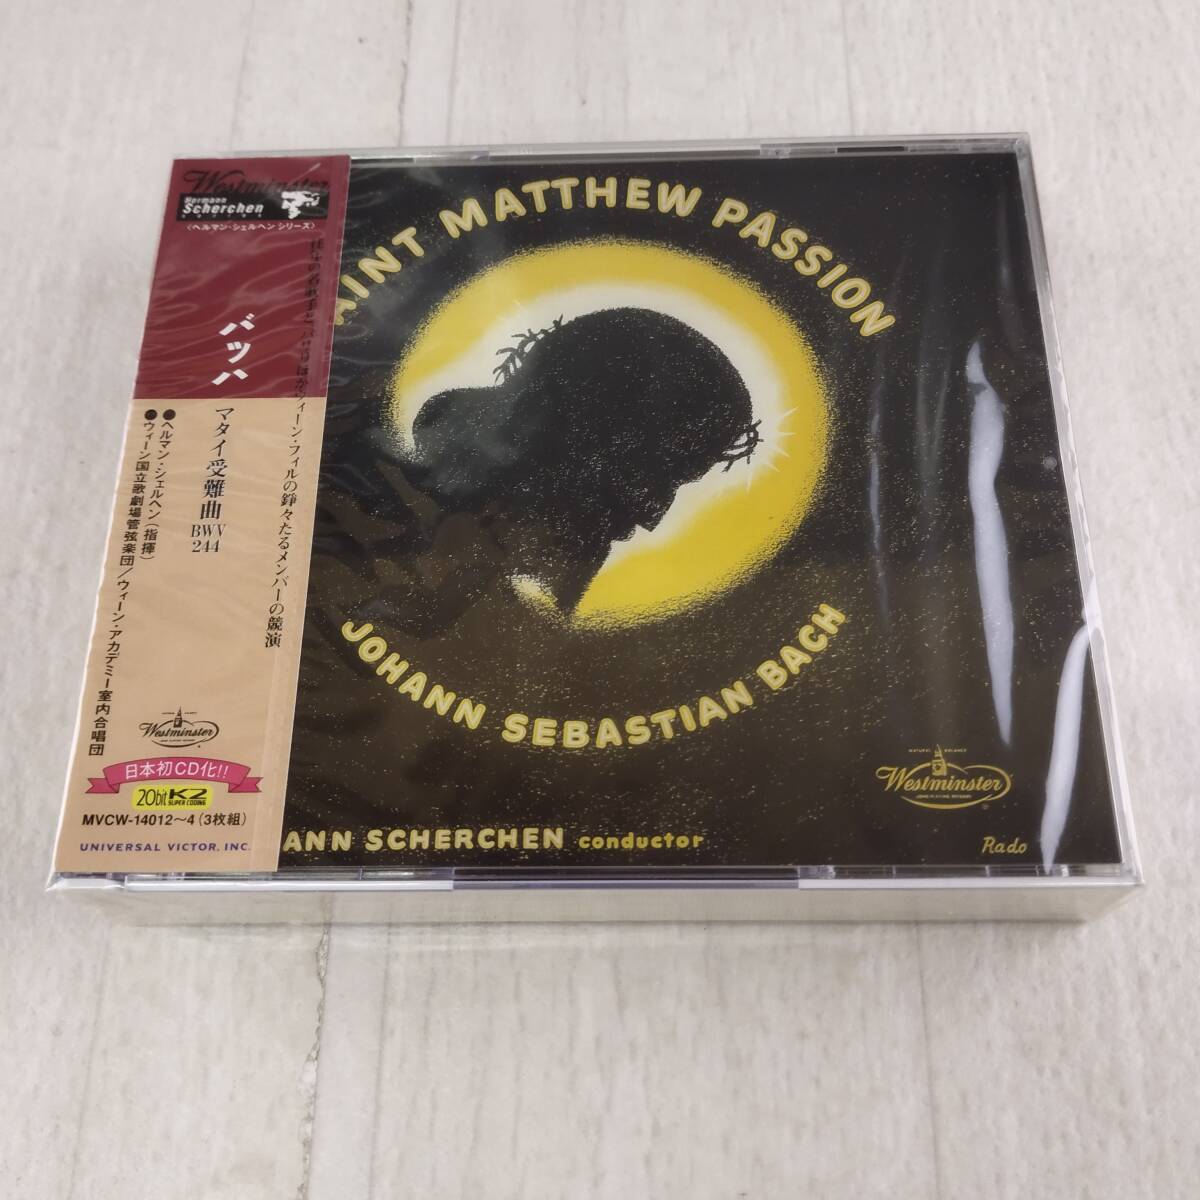 Westminster
Hermann
Scherchen
〈ヘルマン・シェルヘン シリーズ〉
バッハ
マタイ受難曲
BWV
244
●ヘルマン・シェルヘン(指揮)
●ウィーン国立歌劇場管弦楽団/ウィーン・アカデミー室内合唱団
ウィーン・フィルの錚々たるメンバーの競演
Westminster
日本初CD化!!
20bit K2
SUPER CODING
MVCW-14012〜4 (3枚組)
UNIVERSAL VICTOR, INC.
AINT MATTHEW PASSION
JOHANN SEBASTIAN BACH
NATURAL BALANCE
Westminster
ANN SCHERCHEN conductor
Rado